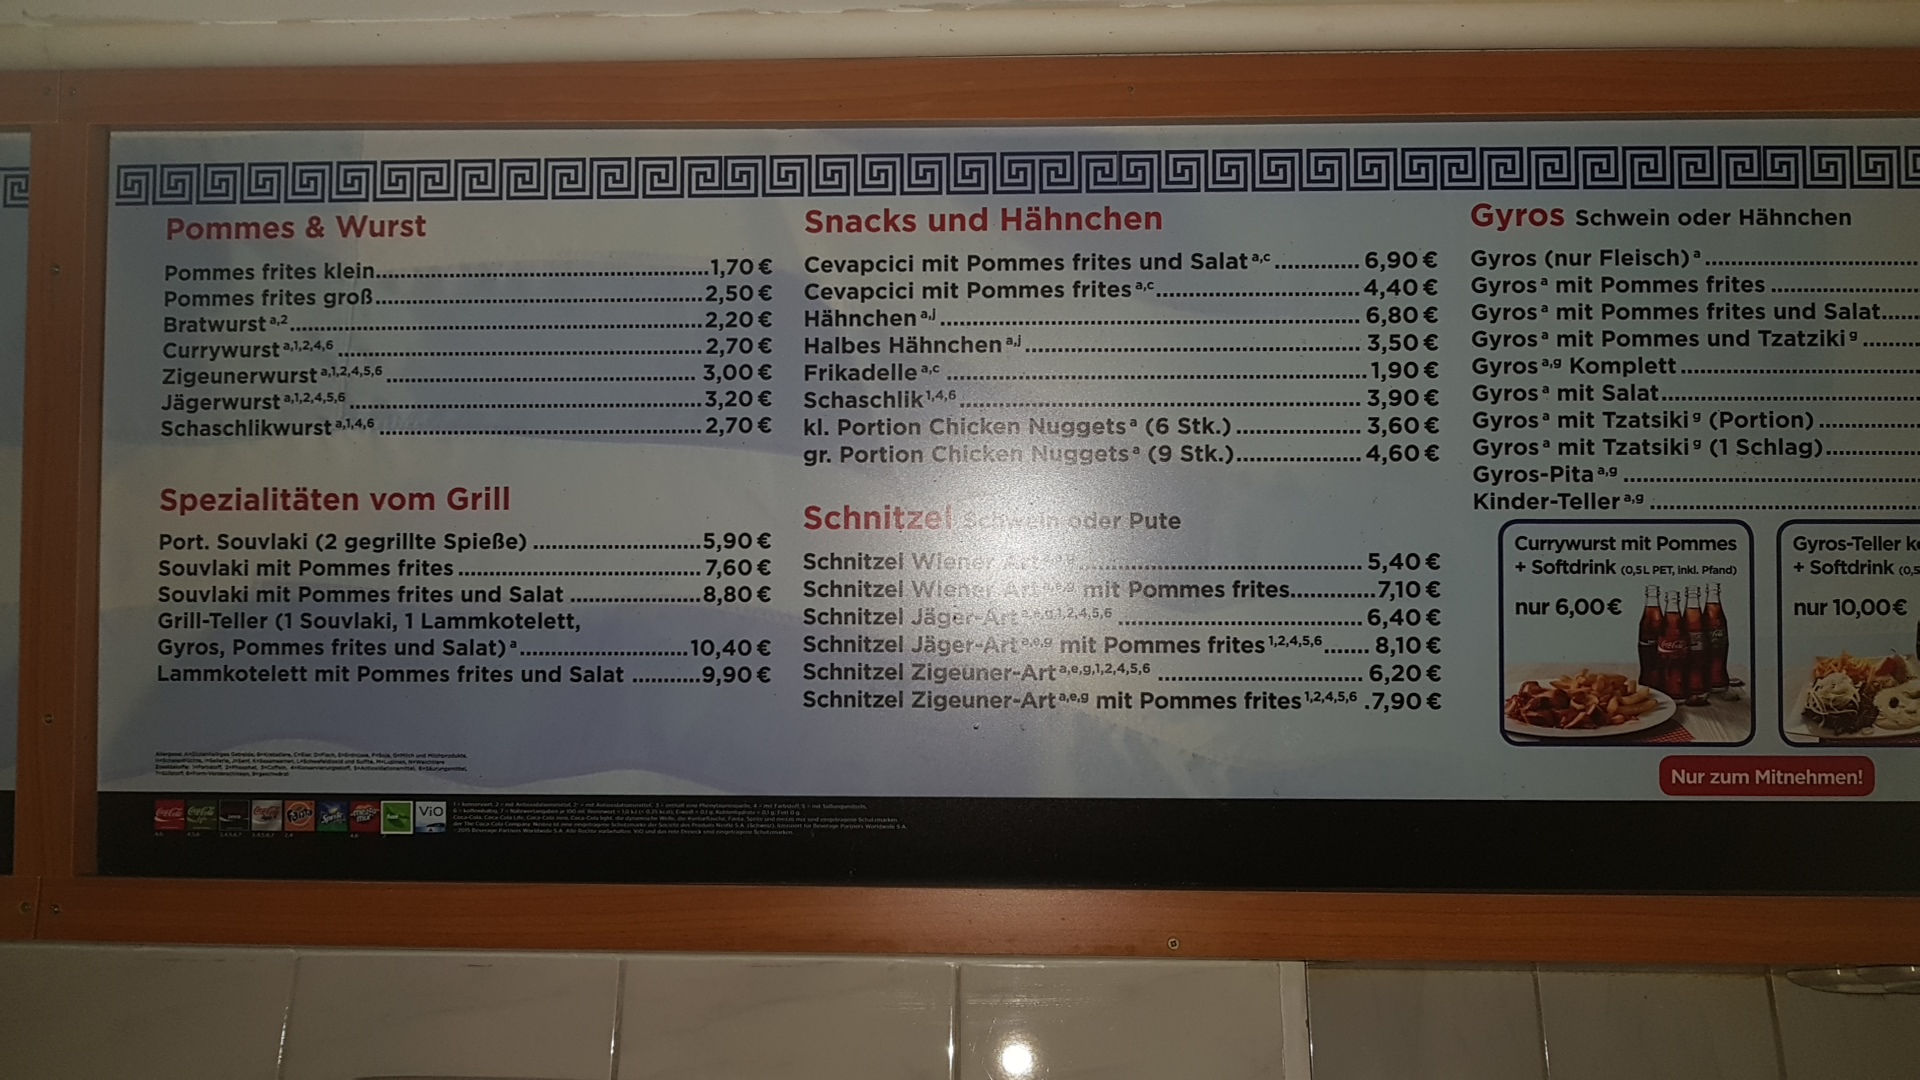 Pommes & Wurst
Pommes frites klein 1,70 €
Pommes frites groß 2,50 €
Bratwurst a,2 2,20 €
Currywurst a,1,2,4,6 2,70 €
Zigeunerwurst a,1,2,4,5,6 3,00 €
Jägerwurst a,1,2,4,5,6 3,20 €
Schaschlikwurst a,1,4,6 2,70 €
Spezialitäten vom Grill
Port. Souvlaki (2 gegrillte Spieße) 5,90 €
Souvlaki mit Pommes frites 7,60 €
Souvlaki mit Pommes frites und Salat 8,80 €
Grill-Teller (1 Souvlaki, 1 Lammkotelett,
Gyros, Pommes frites und Salat) a 10,40 €
Lammkotelett mit Pommes frites und Salat 9,90 €
Snacks und Hähnchen
Cevapcici mit Pommes frites und Salat a,c 6,90 €
Cevapcici mit Pommes frites a,c 4,40 €
Hähnchen a,j 6,80 €
Halbes Hähnchen a,j 3,50 €
Frikadelle a,c 1,90 €
Schaschlik 1,4,6 3,90 €
kl. Portion Chicken Nuggets a (6 Stk.) 3,60 €
gr. Portion Chicken Nuggets a (9 Stk.) 4,60 €
Schnitzel Schwein oder Pute
Schnitzel Wiener Art 5,40 €
Schnitzel Wiener Art mit Pommes frites 7,10 €
Schnitzel Jäger-Art a,e,g,1,2,4,5,6 6,40 €
Schnitzel Jäger-Art a,e,g mit Pommes frites 1,2,4,5,6 8,10 €
Schnitzel Zigeuner-Art a,e,g,1,2,4,5,6 6,20 €
Schnitzel Zigeuner-Art a,e,g mit Pommes frites 1,2,4,5,6 7,90 €
Gyros Schwein oder Hähnchen
Gyros (nur Fleisch) a
Gyros a mit Pommes frites
Gyros a mit Pommes frites und Salat
Gyros a mit Pommes und Tzatziki g
Gyros a,g Komplett
Gyros a mit Salat
Gyros a mit Tzatsiki g (Portion)
Gyros a mit Tzatsiki g (1 Schlag)
Gyros-Pita a,g
Kinder-Teller a,g
Currywurst mit Pommes
+ Softdrink (0,5L PET, inkl. Pfand)
nur 6,00 €
Gyros-Teller
+ Softdrink
nur 10,00 €
Nur zum Mitnehmen!
Coca-Cola
Fanta
Sprite
mezzo mix
ViO